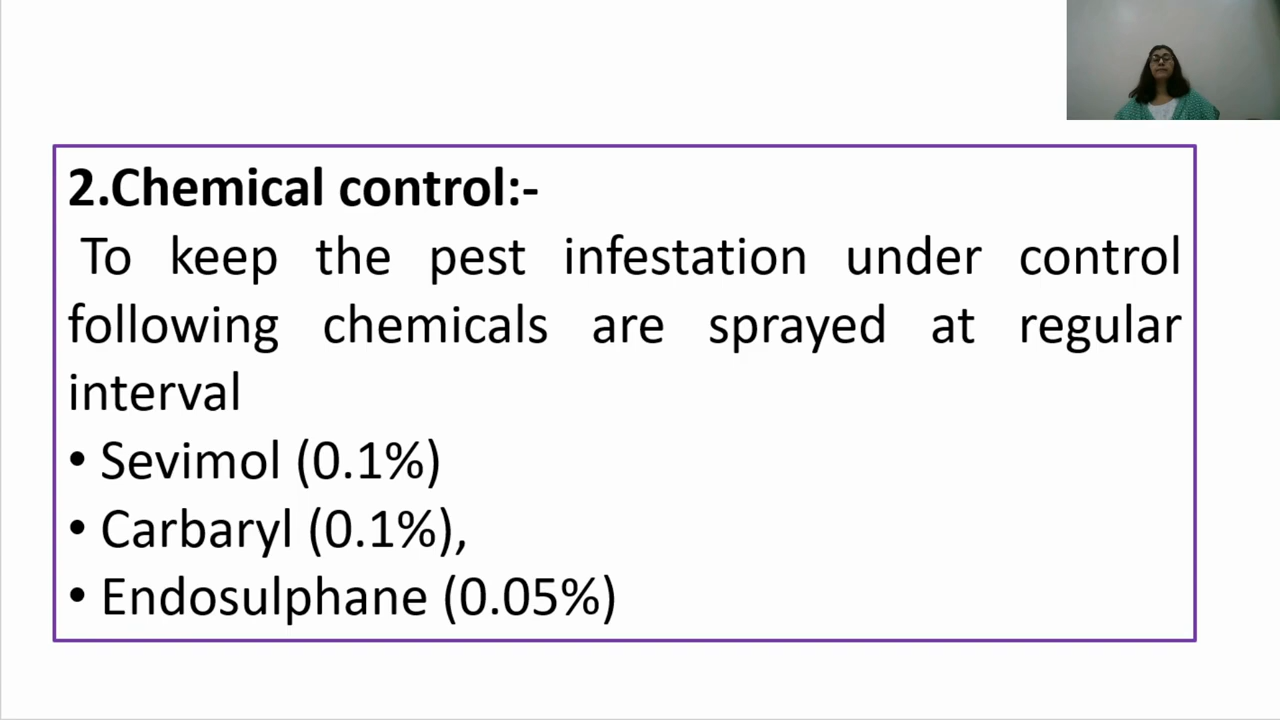 2.Chemical control:-
To keep the pest infestation under control
following chemicals are sprayed at regular
interval
• Sevimol (0.1%)
• Carbaryl (0.1%),
• Endosulphane (0.05%)